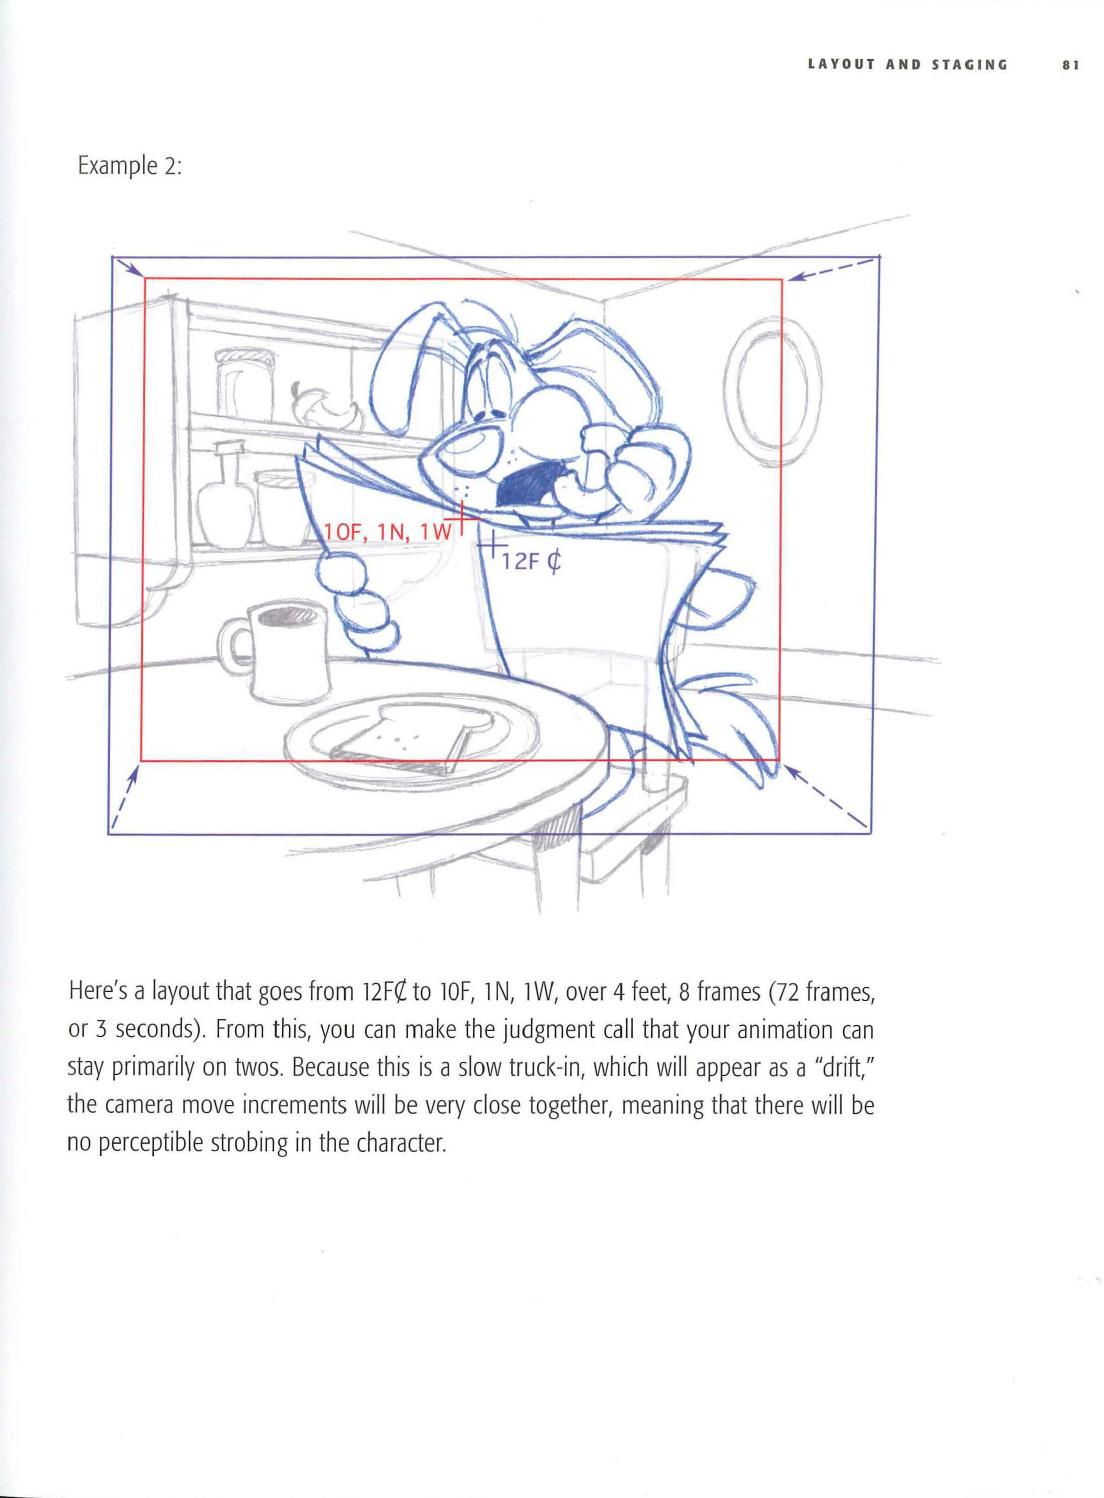 LAYOUT AND STAGING 81
Example 2:
10F, 1N, 1W
12F ₵
Here's a layout that goes from 12F₵ to 10F, 1N, 1W, over 4 feet, 8 frames (72 frames,
or 3 seconds). From this, you can make the judgment call that your animation can
stay primarily on twos. Because this is a slow truck-in, which will appear as a “drift,”
the camera move increments will be very close together, meaning that there will be
no perceptible strobing in the character.